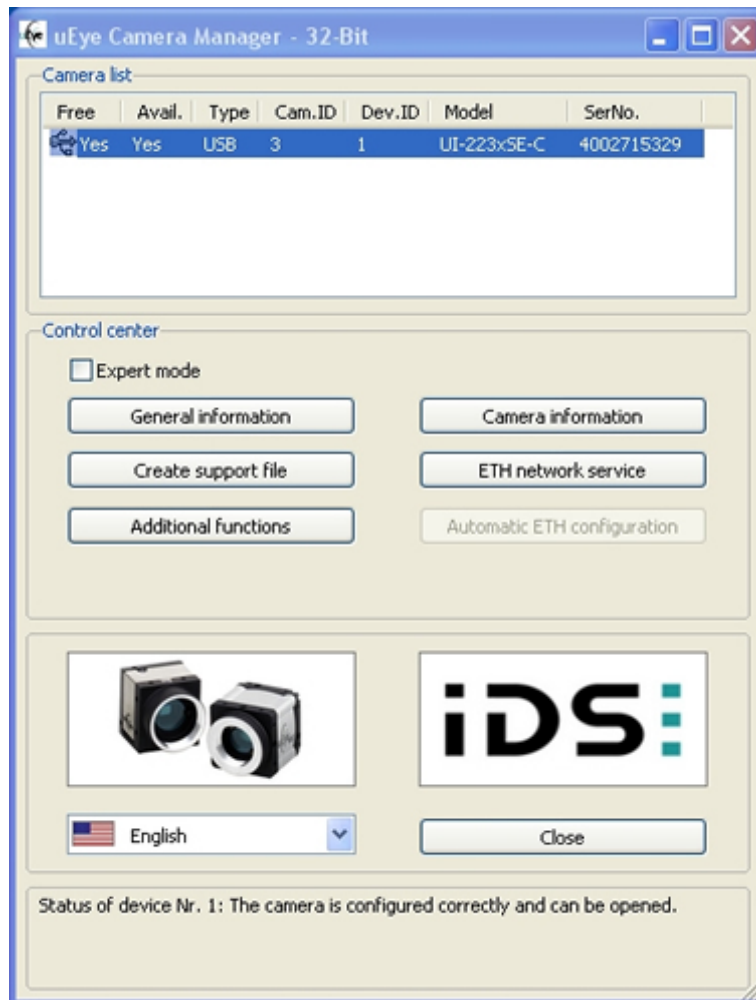 uEye Camera Manager - 32-Bit
Camera list
Free Avail. Type Cam.ID Dev.ID Model SerNo.
Yes Yes USB 3 1 UI-223xSE-C 4002715329
Control center
Expert mode
General information Camera information
Create support file ETH network service
Additional functions Automatic ETH configuration
iDS
English Close
Status of device Nr. 1: The camera is configured correctly and can be opened.